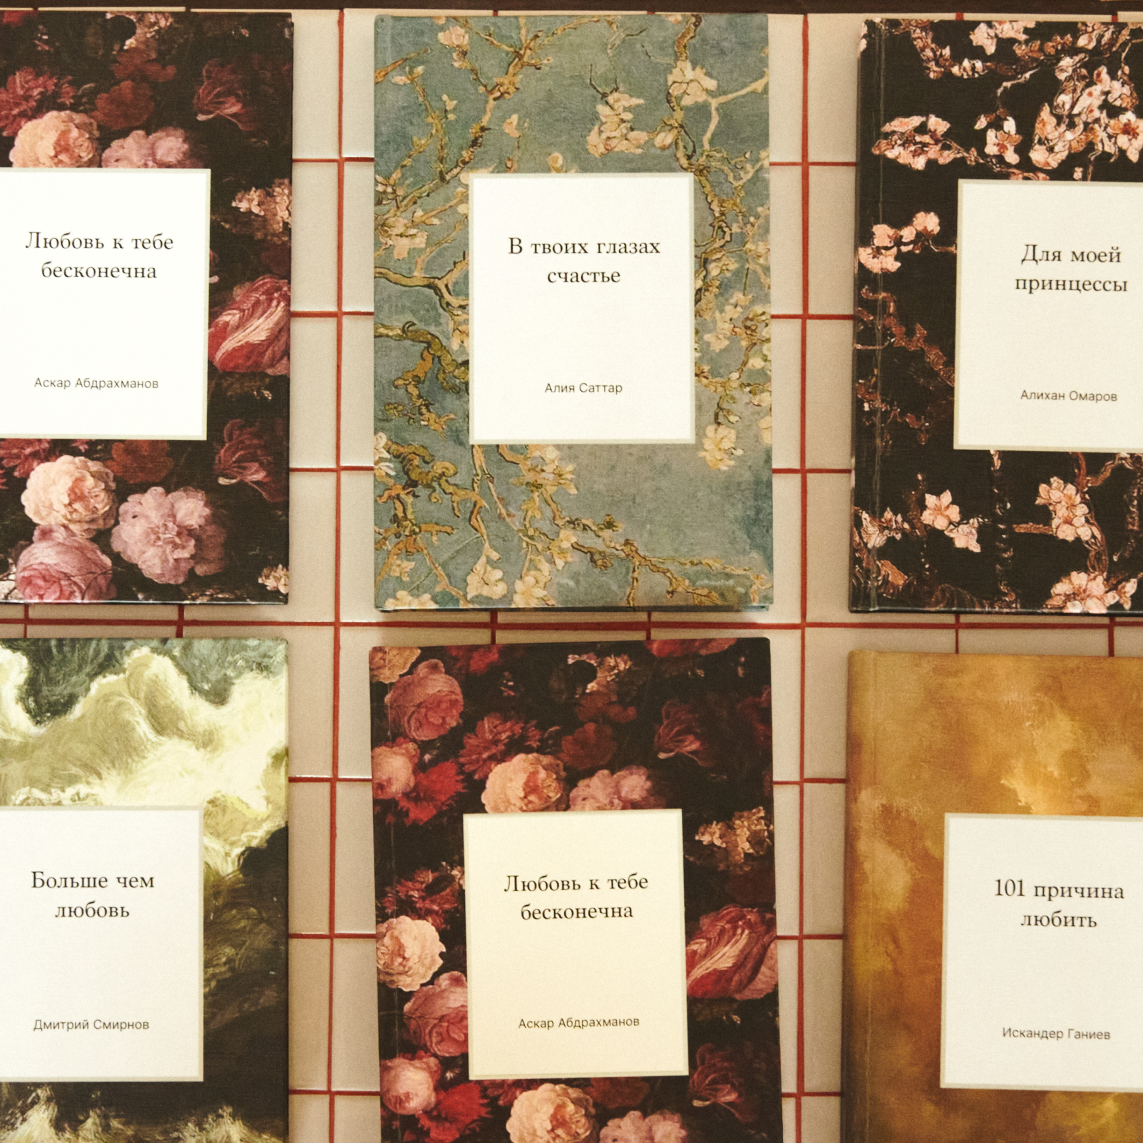 Любовь к тебе
бесконечна
Аскар Абдрахманов
В твоих глазах
счастье
Алия Саттар
Для моей
принцессы
Алихан Омаров
Больше чем
любовь
Дмитрий Смирнов
Любовь к тебе
бесконечна
Аскар Абдрахманов
101 причина
любить
Искандер Ганиев